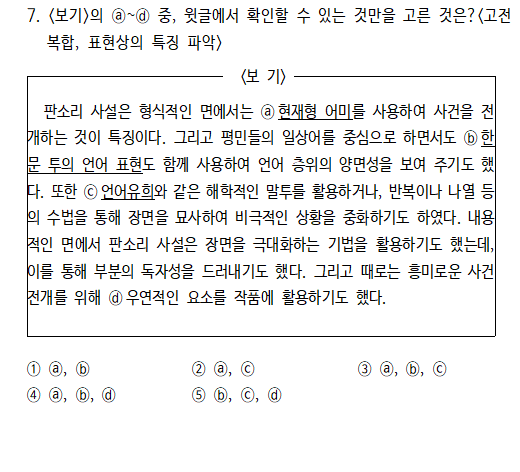 7. 〈보기〉의 ⓐ~ⓓ 중, 윗글에서 확인할 수 있는 것만을 고른 것은?〈고전
복합, 표현상의 특징 파악〉
〈보 기〉
판소리 사설은 형식적인 면에서는 ⓐ현재형 어미를 사용하여 사건을 전
개하는 것이 특징이다. 그리고 평민들의 일상어를 중심으로 하면서도 ⓑ한
문 투의 언어 표현도 함께 사용하여 언어 층위의 양면성을 보여 주기도 했
다. 또한 ⓒ언어유희와 같은 해학적인 말투를 활용하거나, 반복이나 나열 등
의 수법을 통해 장면을 묘사하여 비극적인 상황을 중화하기도 하였다. 내용
적인 면에서 판소리 사설은 장면을 극대화하는 기법을 활용하기도 했는데,
이를 통해 부분의 독자성을 드러내기도 했다. 그리고 때로는 흥미로운 사건
전개를 위해 ⓓ우연적인 요소를 작품에 활용하기도 했다.
① ⓐ, ⓑ ② ⓐ, ⓒ ③ ⓐ, ⓑ, ⓒ
④ ⓐ, ⓑ, ⓓ ⑤ ⓑ, ⓒ, ⓓ